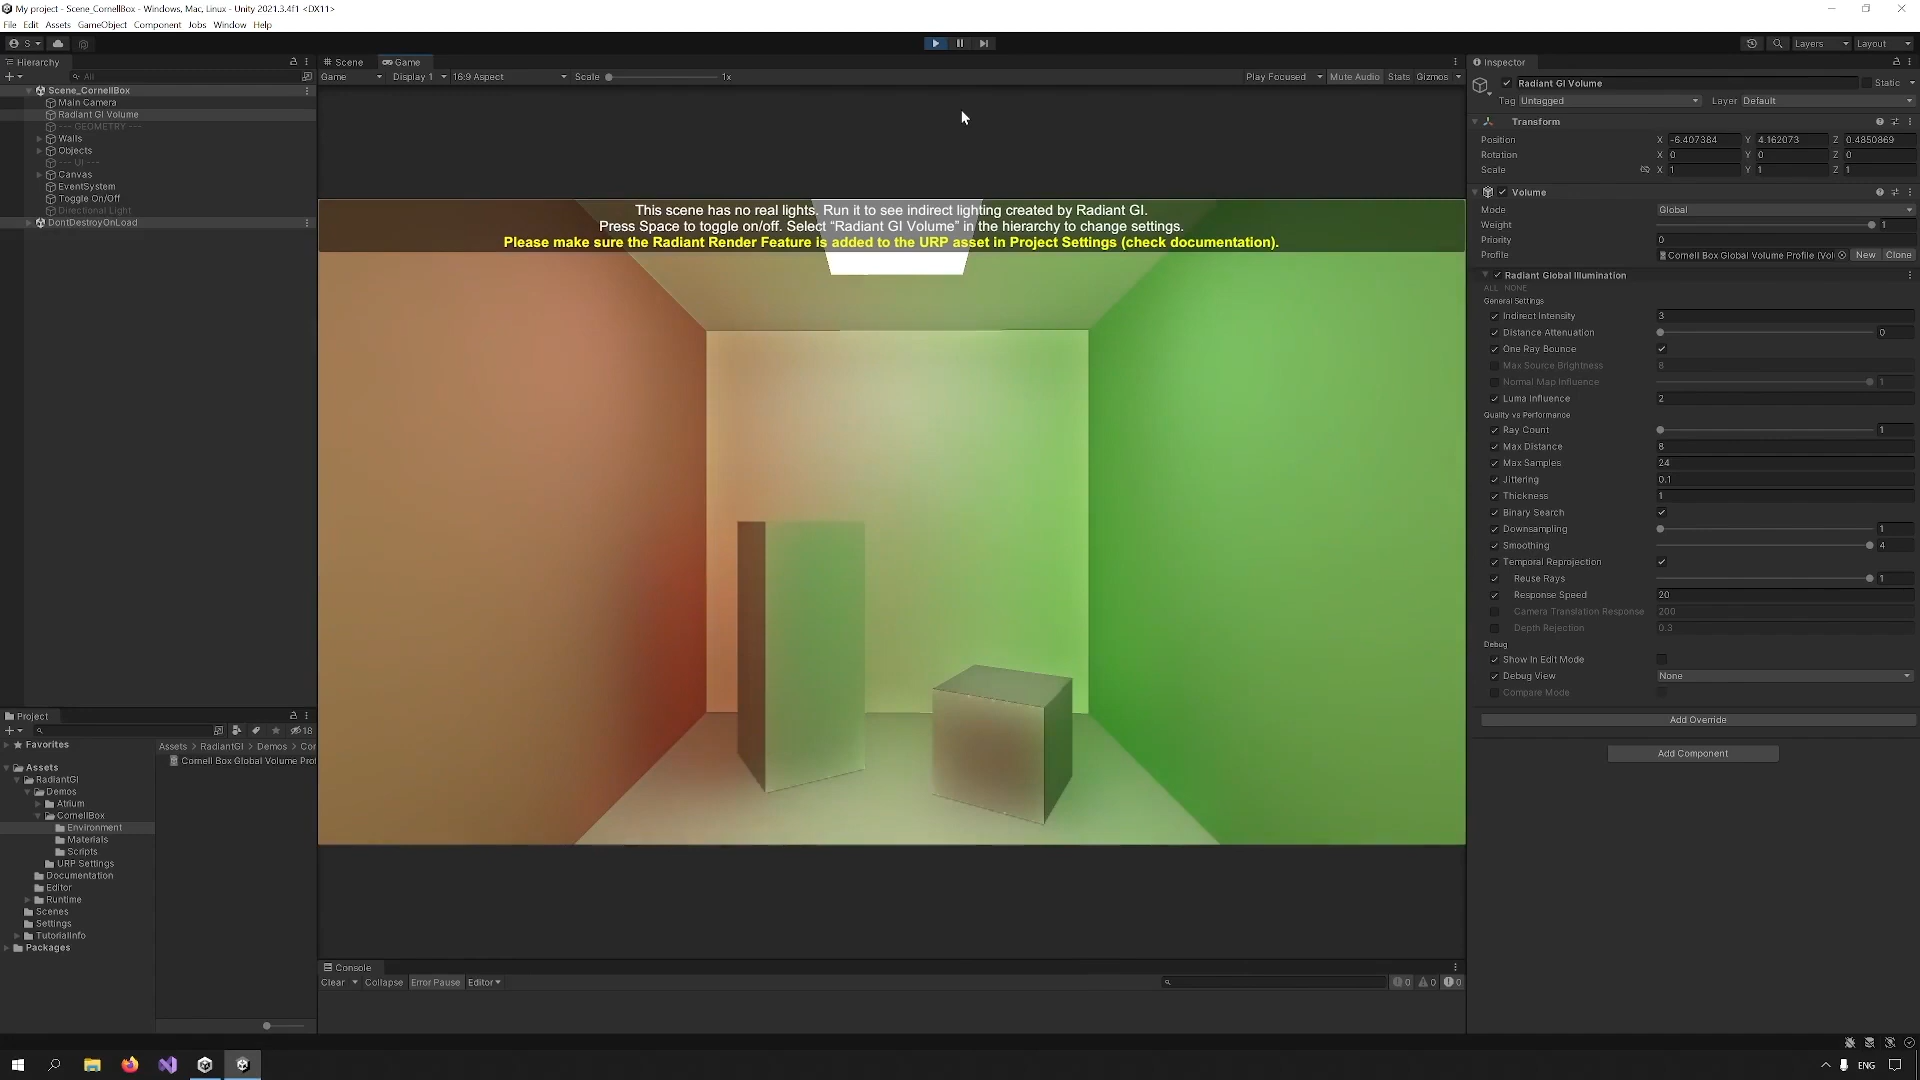 My project - Scene_CornellBox - Windows, Mac, Linux - Unity 2021.3.4f1 <DX11>
File Edit Assets GameObject Component Jobs Window Help
S
Layers
Layout
Hierarchy
All
Scene_CornellBox
Main Camera
Radiant GI Volume
--- GEOMETRY ---
Walls
Objects
--- UI ---
Canvas
EventSystem
Toggle On/Off
Directional Light
DontDestroyOnLoad
Scene Game
Game Display 1 16:9 Aspect Scale 1x
Play Focused Mute Audio Stats Gizmos
This scene has no real lights. Run it to see indirect lighting created by Radiant GI.
Press Space to toggle on/off. Select “Radiant GI Volume” in the hierarchy to change settings.
Please make sure the Radiant Render Feature is added to the URP asset in Project Settings (check documentation).
Inspector
Radiant GI Volume Static
Tag Untagged Layer Default
Transform
Position X -6.407384 Y 4.162073 Z 0.4850869
Rotation X 0 Y 0 Z 0
Scale X 1 Y 1 Z 1
Volume
Mode Global
Weight 1
Priority 0
Profile Cornell Box Global Volume Profile (Vol New Clone
Radiant Global Illumination
ALL NONE
General Settings
Indirect Intensity 3
Distance Attenuation 0
One Ray Bounce
Max Source Brightness 8
Normal Map Influence 1
Luma Influence 2
Quality vs Performance
Ray Count 1
Max Distance 8
Max Samples 24
Jittering 0.1
Thickness 1
Binary Search
Downsampling 1
Smoothing 4
Temporal Reprojection
Reuse Rays 1
Response Speed 20
Camera Translation Response 200
Depth Rejection 0.3
Debug
Show In Edit Mode
Debug View None
Compare Mode
Add Override
Add Component
Project
18
Favorites
Assets
RadiantGI
Demos
Atrium
CornellBox
Environment
Materials
Scripts
URP Settings
Documentation
Editor
Runtime
Scenes
Settings
TutorialInfo
Packages
Assets > RadiantGI > Demos > Cor
Cornell Box Global Volume Prof
Console
Clear Collapse Error Pause Editor
0 0 0
ENG